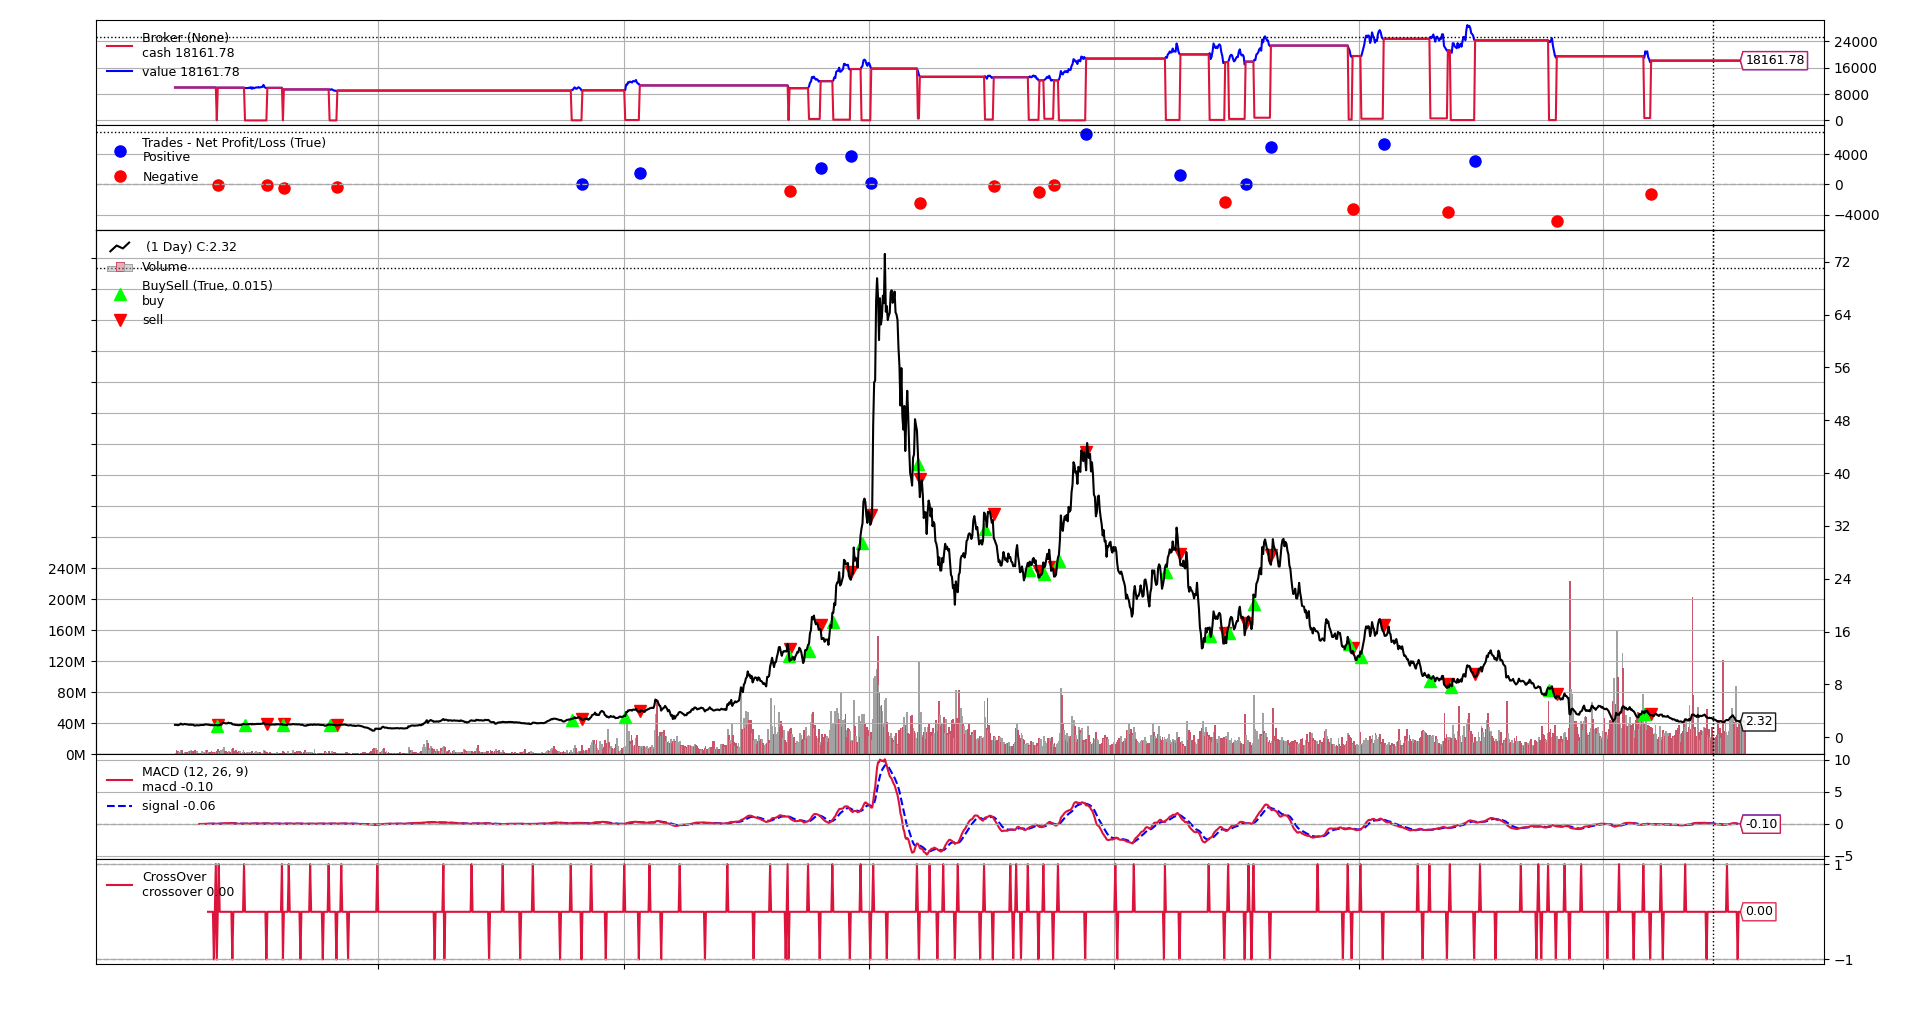 Broker (None)
cash 18161.78
value 18161.78
24000
18161.78
16000
8000
0
Trades - Net Profit/Loss (True)
Positive
Negative
4000
0
−4000
(1 Day) C:2.32
Volume
BuySell (True, 0.015)
buy
sell
72
64
56
48
40
32
24
16
8
2.32
0
240M
200M
160M
120M
80M
40M
0M
MACD (12, 26, 9)
macd -0.10
signal -0.06
10
5
0
-0.10
−5
CrossOver
crossover 0.00
1
0.00
−1